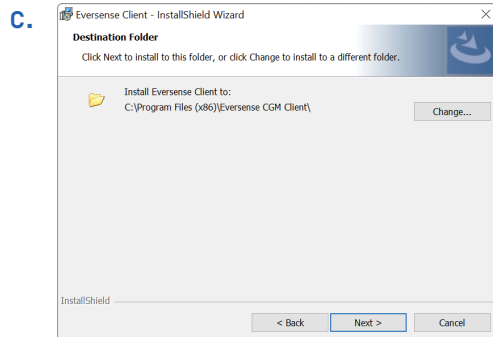 C.
Eversense Client - InstallShield Wizard
Destination Folder
Click Next to install to this folder, or click Change to install to a different folder.
Install Eversense Client to:
C:\Program Files (x86)\Eversense CGM Client\
Change...
InstallShield
< Back
Next >
Cancel